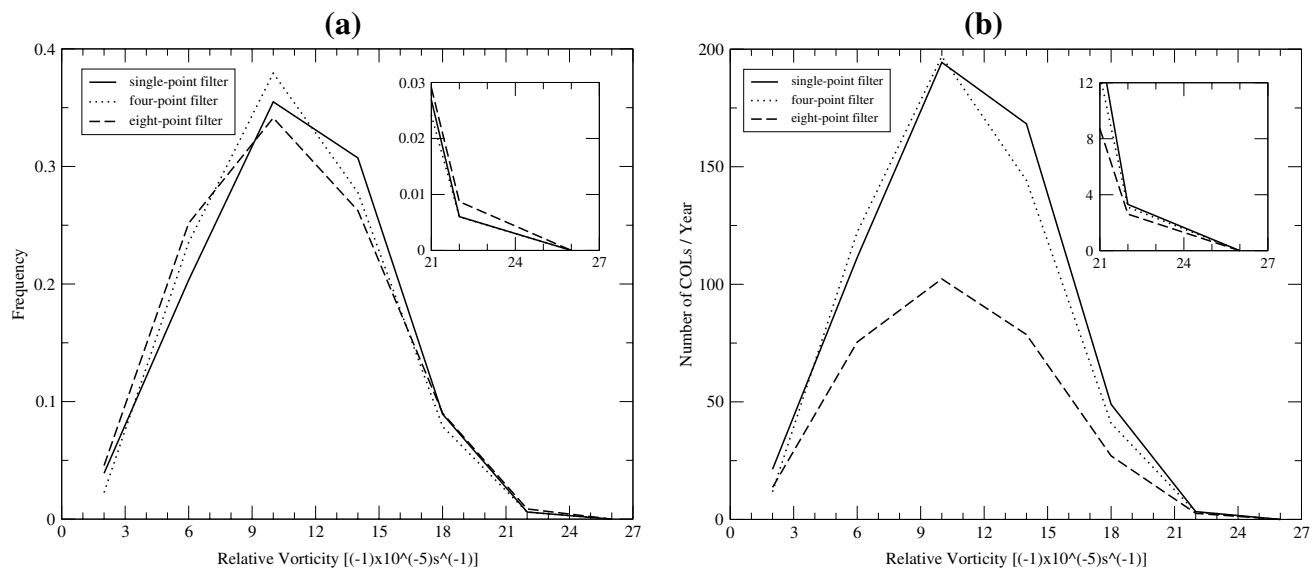 (a)
0.4
0.3
0.2
0.1
0
Frequency
single-point filter
four-point filter
eight-point filter
0.03
0.02
0.01
0
21 24 27
0 3 6 9 12 15 18 21 24 27
Relative Vorticity [(-1)x10^(-5)s^(-1)]
(b)
200
150
100
50
0
Number of COLs / Year
single-point filter
four-point filter
eight-point filter
12
8
4
0
21 24 27
0 3 6 9 12 15 18 21 24 27
Relative Vorticity [(-1)x10^(-5)s^(-1)]